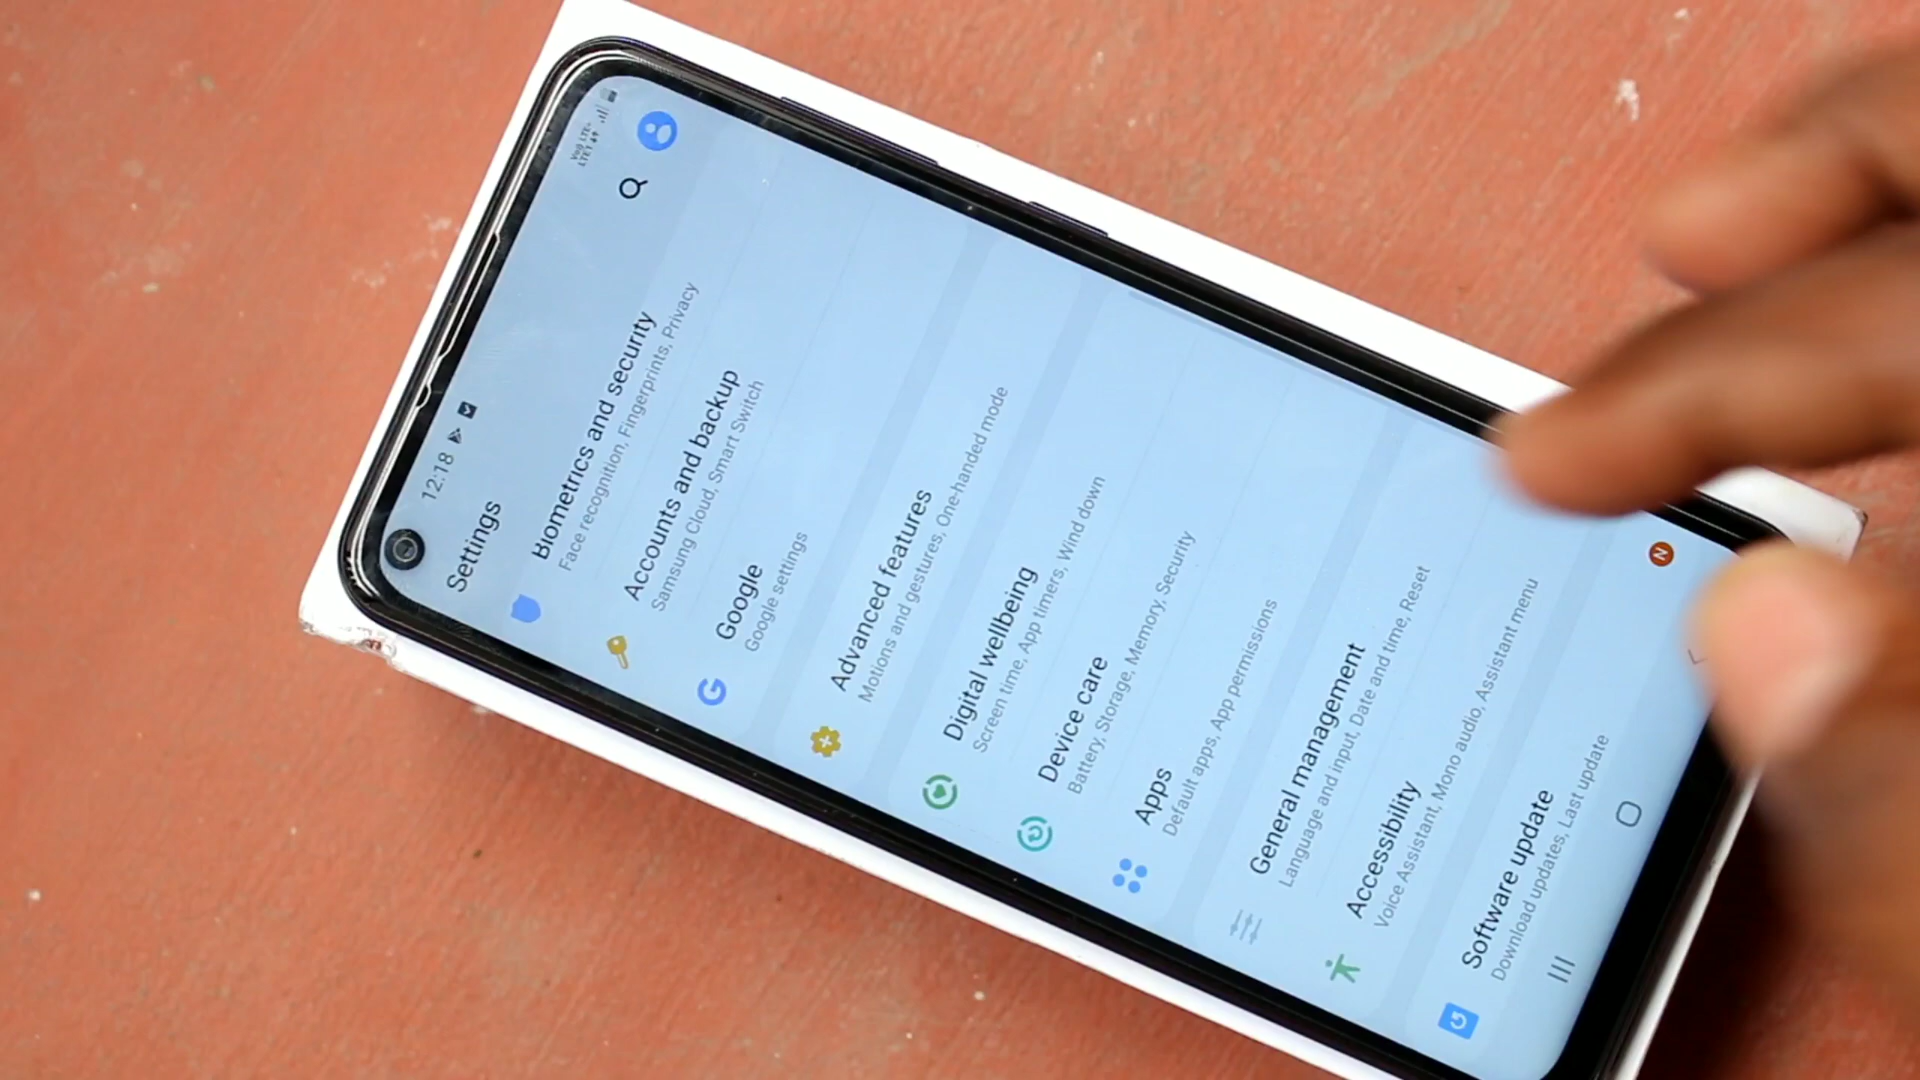 12:18
Vo)) LTE
LTE1
Settings
Biometrics and security
Face recognition, Fingerprints, Privacy
Accounts and backup
Samsung Cloud, Smart Switch
Google
Google settings
Advanced features
Motions and gestures, One-handed mode
Digital wellbeing
Screen time, App timers, Wind down
Device care
Battery, Storage, Memory, Security
Apps
Default apps, App permissions
General management
Language and input, Date and time, Reset
Accessibility
Voice Assistant, Mono audio, Assistant menu
Software update
Download updates, Last update
N